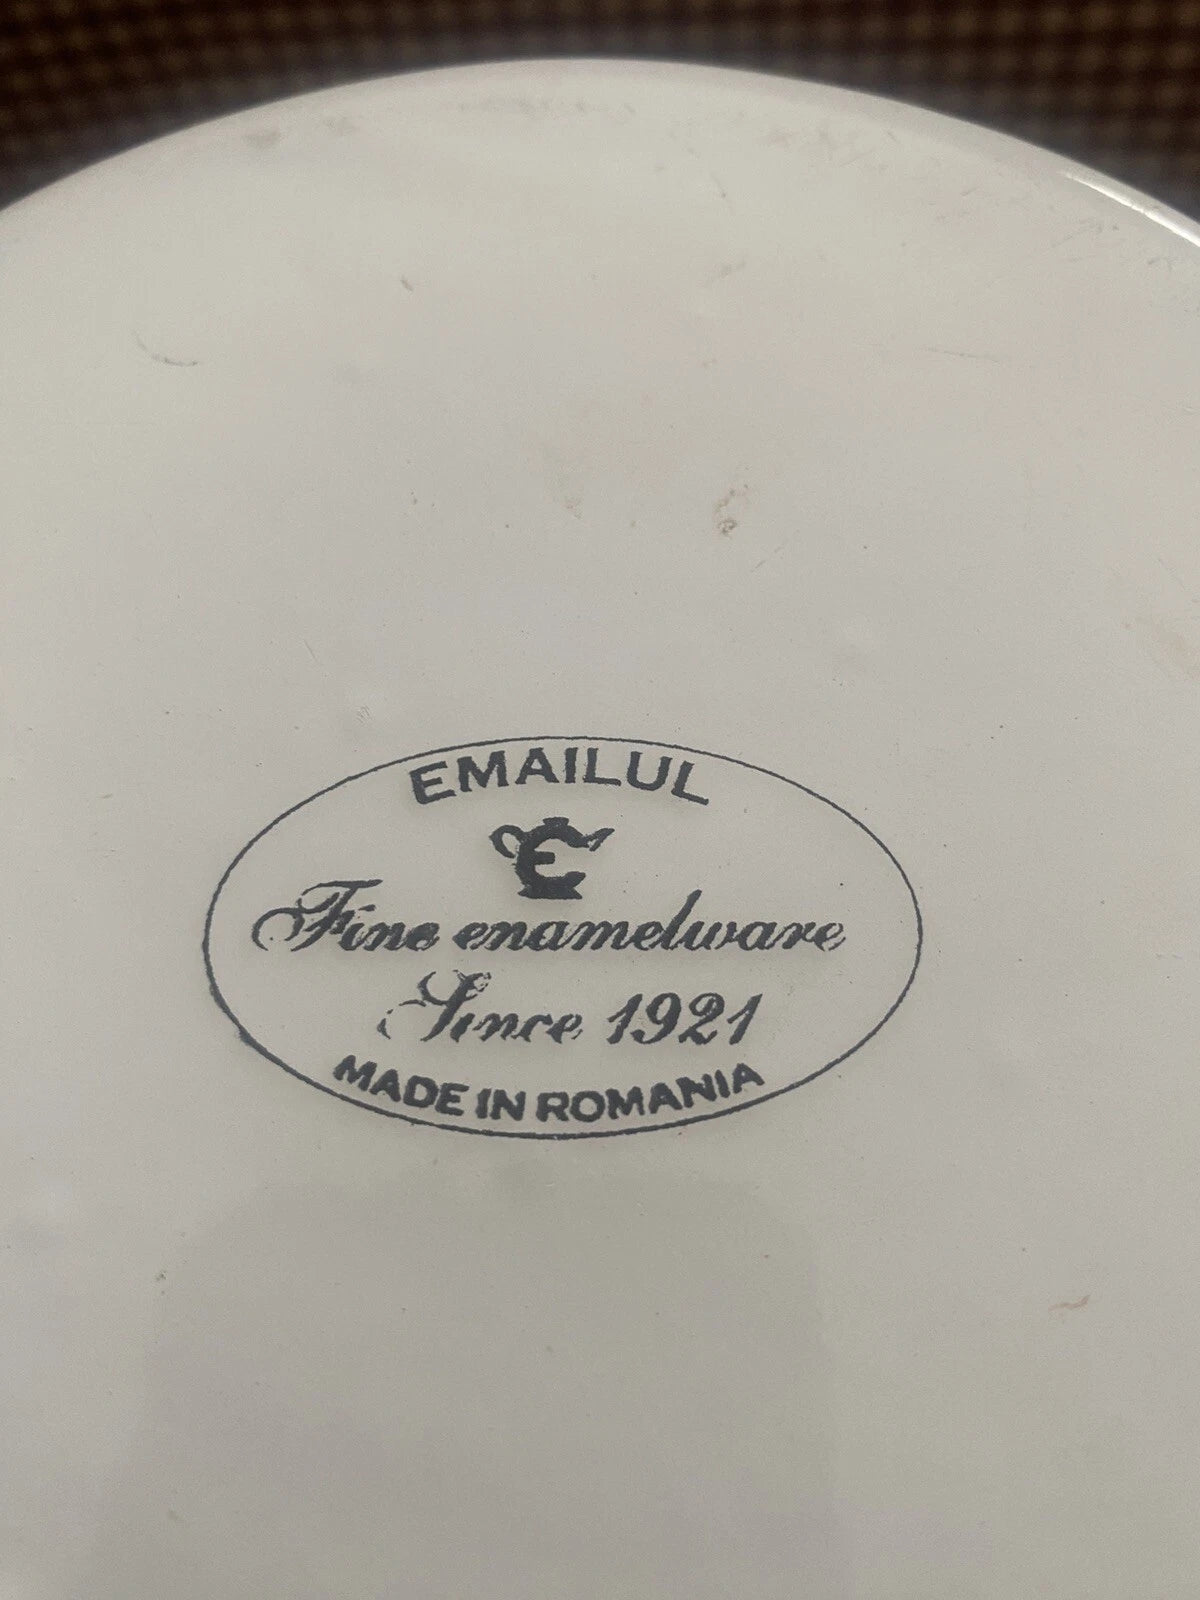 EMAILUL
E
Fine enamelware
Since 1921
MADE IN ROMANIA